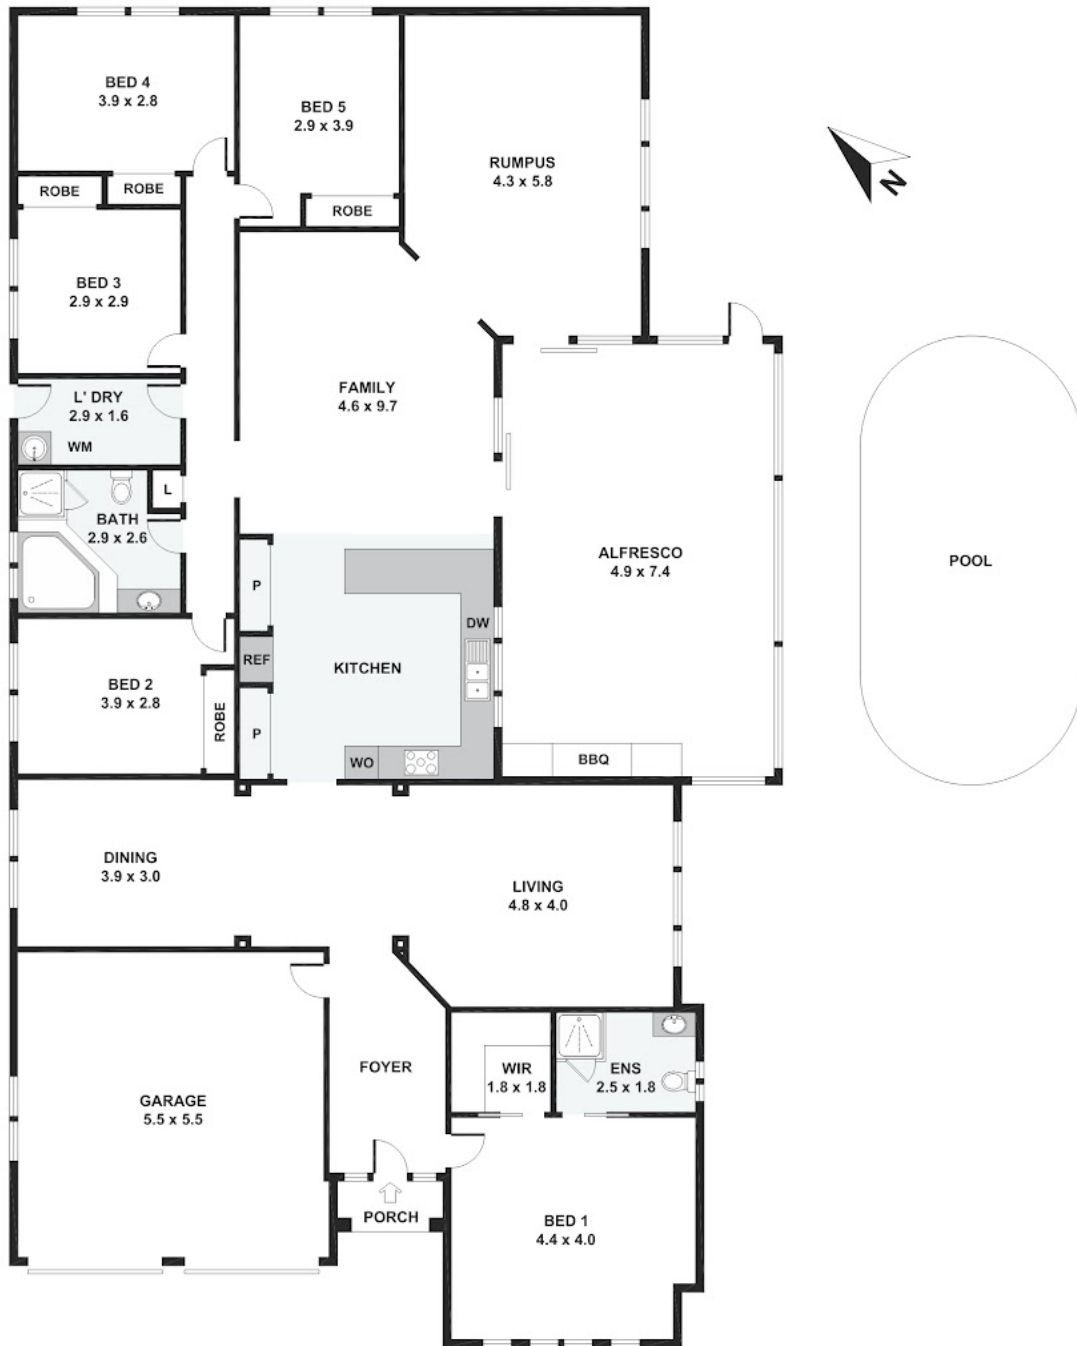 BED 4
3.9 x 2.8
BED 5
2.9 x 3.9
RUMPUS
4.3 x 5.8
N
ROBE
ROBE
ROBE
BED 3
2.9 x 2.9
L' DRY
2.9 x 1.6
WM
FAMILY
4.6 x 9.7
L
BATH
2.9 x 2.6
ALFRESCO
4.9 x 7.4
POOL
P
DW
REF
KITCHEN
BED 2
3.9 x 2.8
ROBE
P
WO
BBQ
DINING
3.9 x 3.0
LIVING
4.8 x 4.0
FOYER
WIR
1.8 x 1.8
ENS
2.5 x 1.8
GARAGE
5.5 x 5.5
PORCH
BED 1
4.4 x 4.0